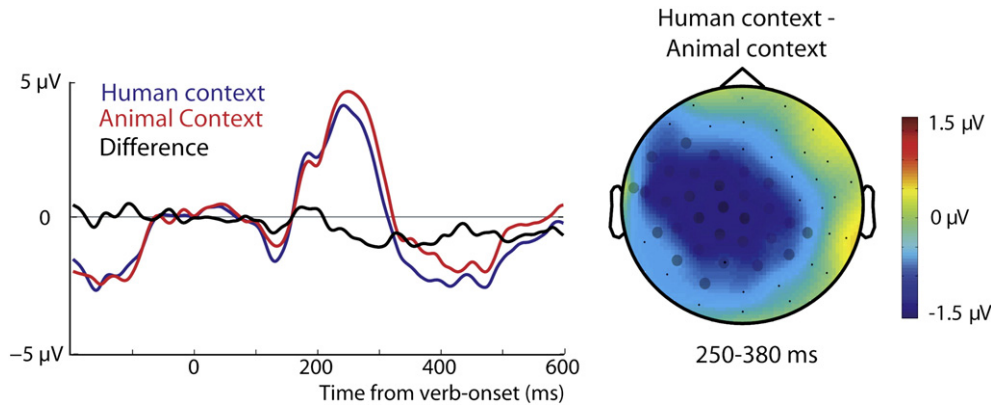 Human context -
Animal context
5 µV
Human context
Animal Context
Difference
0
−5 µV
0
200
400
600
Time from verb-onset (ms)
1.5 µV
0 µV
-1.5 µV
250-380 ms